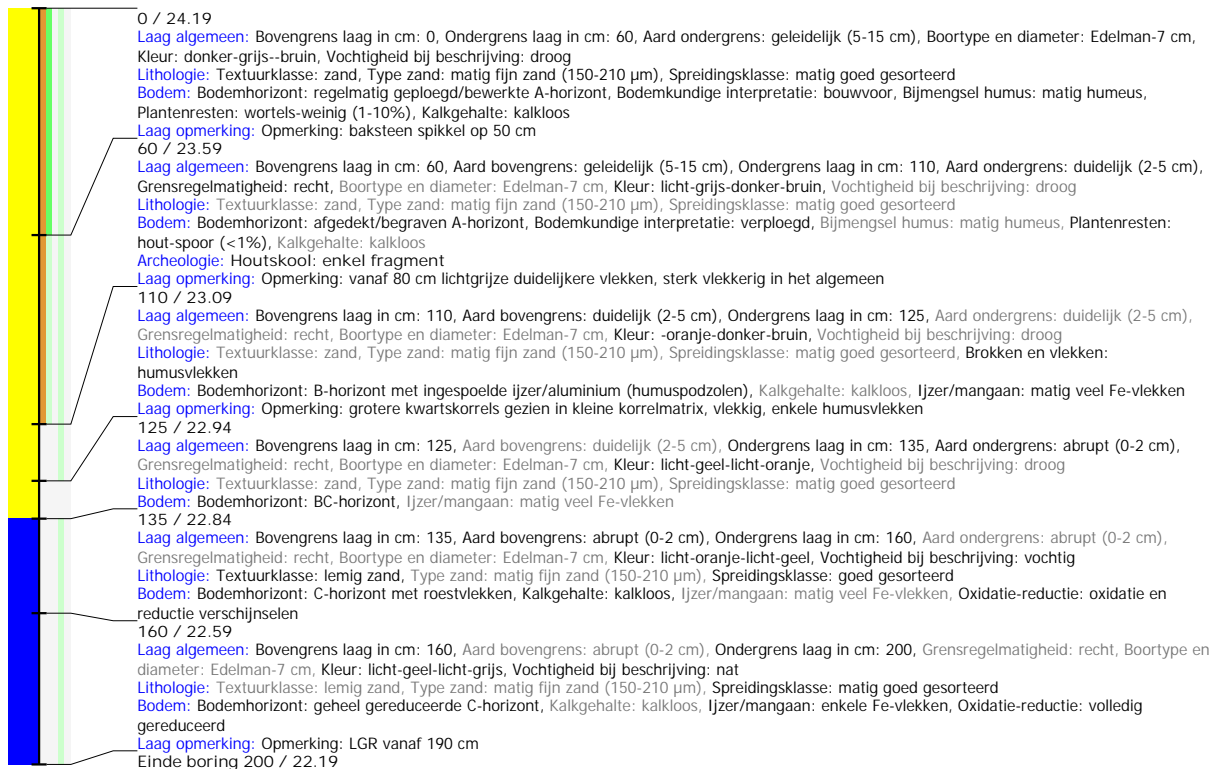 0 / 24.19
Laag algemeen: Bovengrens laag in cm: 0, Ondergrens laag in cm: 60, Aard ondergrens: geleidelijk (5-15 cm), Boortype en diameter: Edelman-7 cm,
Kleur: donker-grijs--bruin, Vochtigheid bij beschrijving: droog
Lithologie: Textuurklasse: zand, Type zand: matig fijn zand (150-210 µm), Spreidingsklasse: matig goed gesorteerd
Bodem: Bodemhorizont: regelmatig geploegd/bewerkte A-horizont, Bodemkundige interpretatie: bouwvoor, Bijmengsel humus: matig humeus,
Plantenresten: wortels-weinig (1-10%), Kalkgehalte: kalkloos
Laag opmerking: Opmerking: baksteen spikkel op 50 cm
60 / 23.59
Laag algemeen: Bovengrens laag in cm: 60, Aard bovengrens: geleidelijk (5-15 cm), Ondergrens laag in cm: 110, Aard ondergrens: duidelijk (2-5 cm),
Grensregelmatigheid: recht, Boortype en diameter: Edelman-7 cm, Kleur: licht-grijs-donker-bruin, Vochtigheid bij beschrijving: droog
Lithologie: Textuurklasse: zand, Type zand: matig fijn zand (150-210 µm), Spreidingsklasse: matig goed gesorteerd
Bodem: Bodemhorizont: afgedekt/begraven A-horizont, Bodemkundige interpretatie: verploegd, Bijmengsel humus: matig humeus, Plantenresten:
hout-spoor (<1%), Kalkgehalte: kalkloos
Archeologie: Houtskool: enkel fragment
Laag opmerking: Opmerking: vanaf 80 cm lichtgrijze duidelijkere vlekken, sterk vlekkerig in het algemeen
110 / 23.09
Laag algemeen: Bovengrens laag in cm: 110, Aard bovengrens: duidelijk (2-5 cm), Ondergrens laag in cm: 125, Aard ondergrens: duidelijk (2-5 cm),
Grensregelmatigheid: recht, Boortype en diameter: Edelman-7 cm, Kleur: -oranje-donker-bruin, Vochtigheid bij beschrijving: droog
Lithologie: Textuurklasse: zand, Type zand: matig fijn zand (150-210 µm), Spreidingsklasse: matig goed gesorteerd, Brokken en vlekken:
humusvlekken
Bodem: Bodemhorizont: B-horizont met ingespoelde ijzer/aluminium (humuspodzolen), Kalkgehalte: kalkloos, Ijzer/mangaan: matig veel Fe-vlekken
Laag opmerking: Opmerking: grotere kwartskorrels gezien in kleine korrelmatrix, vlekkig, enkele humusvlekken
125 / 22.94
Laag algemeen: Bovengrens laag in cm: 125, Aard bovengrens: duidelijk (2-5 cm), Ondergrens laag in cm: 135, Aard ondergrens: abrupt (0-2 cm),
Grensregelmatigheid: recht, Boortype en diameter: Edelman-7 cm, Kleur: licht-geel-licht-oranje, Vochtigheid bij beschrijving: droog
Lithologie: Textuurklasse: zand, Type zand: matig fijn zand (150-210 µm), Spreidingsklasse: matig goed gesorteerd
Bodem: Bodemhorizont: BC-horizont, Ijzer/mangaan: matig veel Fe-vlekken
135 / 22.84
Laag algemeen: Bovengrens laag in cm: 135, Aard bovengrens: abrupt (0-2 cm), Ondergrens laag in cm: 160, Aard ondergrens: abrupt (0-2 cm),
Grensregelmatigheid: recht, Boortype en diameter: Edelman-7 cm, Kleur: licht-oranje-licht-geel, Vochtigheid bij beschrijving: vochtig
Lithologie: Textuurklasse: lemig zand, Type zand: matig fijn zand (150-210 µm), Spreidingsklasse: goed gesorteerd
Bodem: Bodemhorizont: C-horizont met roestvlekken, Kalkgehalte: kalkloos, Ijzer/mangaan: matig veel Fe-vlekken, Oxidatie-reductie: oxidatie en
reductie verschijnselen
160 / 22.59
Laag algemeen: Bovengrens laag in cm: 160, Aard bovengrens: abrupt (0-2 cm), Ondergrens laag in cm: 200, Grensregelmatigheid: recht, Boortype en
diameter: Edelman-7 cm, Kleur: licht-geel-licht-grijs, Vochtigheid bij beschrijving: nat
Lithologie: Textuurklasse: lemig zand, Type zand: matig fijn zand (150-210 µm), Spreidingsklasse: matig goed gesorteerd
Bodem: Bodemhorizont: geheel gereduceerde C-horizont, Kalkgehalte: kalkloos, Ijzer/mangaan: enkele Fe-vlekken, Oxidatie-reductie: volledig
gereduceerd
Laag opmerking: Opmerking: LGR vanaf 190 cm
Einde boring 200 / 22.19